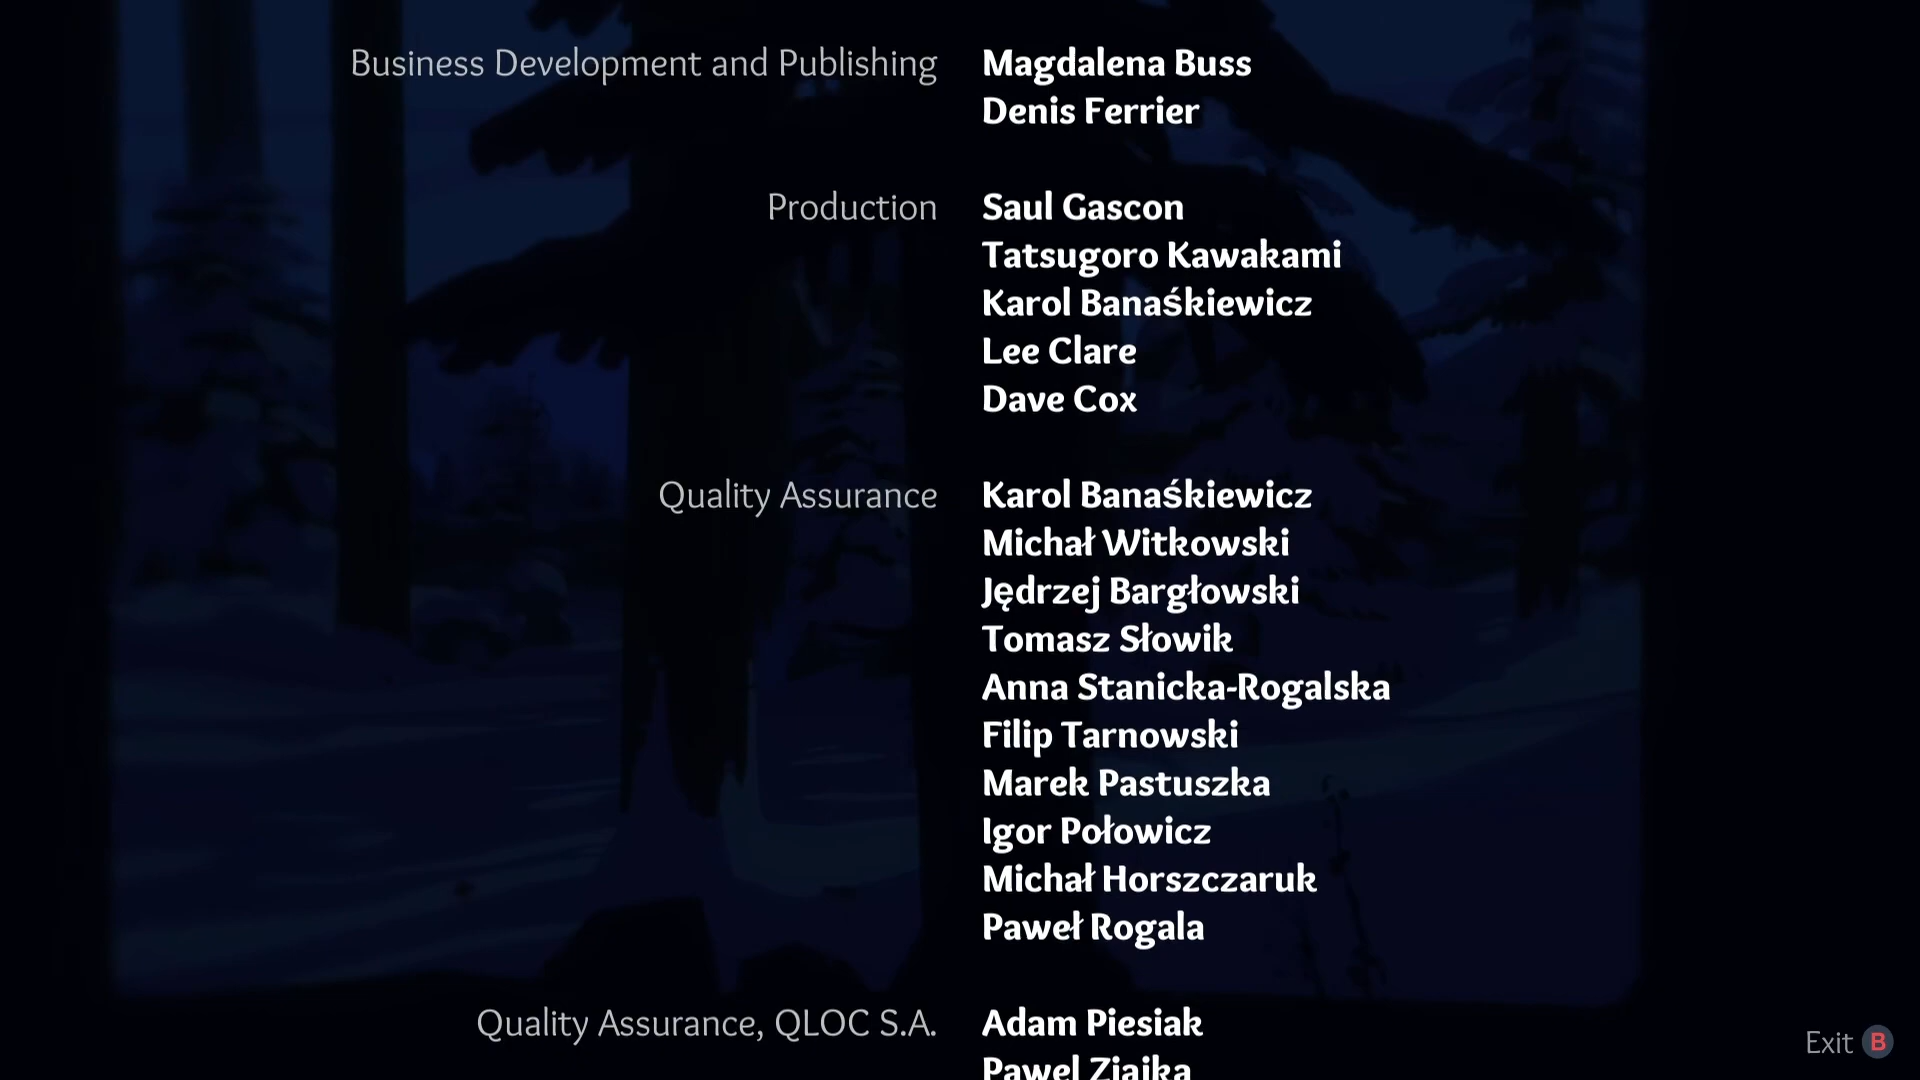 Business Development and Publishing Magdalena Buss
Denis Ferrier
Production Saul Gascon
Tatsugoro Kawakami
Karol Banaśkiewicz
Lee Clare
Dave Cox
Quality Assurance Karol Banaśkiewicz
Michał Witkowski
Jędrzej Bargłowski
Tomasz Słowik
Anna Stanicka-Rogalska
Filip Tarnowski
Marek Pastuszka
Igor Połowicz
Michał Horszczaruk
Paweł Rogala
Quality Assurance, QLOC S.A. Adam Piesiak
Pawel Ziajka
Exit B